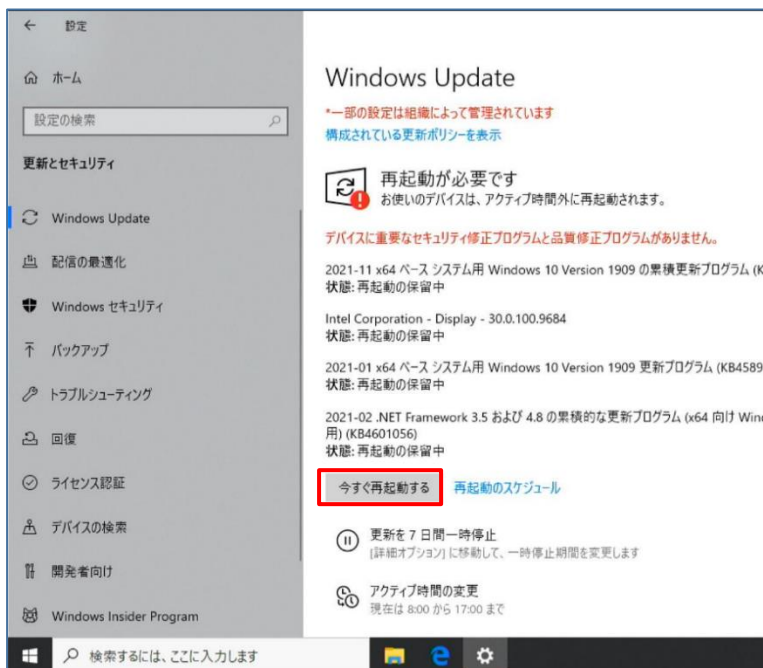 設定
ホーム
設定の検索
更新とセキュリティ
Windows Update
配信の最適化
Windows セキュリティ
バックアップ
トラブルシューティング
回復
ライセンス認証
デバイスの検索
開発者向け
Windows Insider Program
Windows Update
*一部の設定は組織によって管理されています
構成されている更新ポリシーを表示
再起動が必要です
お使いのデバイスは、アクティブ時間外に再起動されます。
デバイスに重要なセキュリティ修正プログラムと品質修正プログラムがありません。
2021-11 x64 ベース システム用 Windows 10 Version 1909 の累積更新プログラム (K
状態: 再起動の保留中
Intel Corporation - Display - 30.0.100.9684
状態: 再起動の保留中
2021-01 x64 ベース システム用 Windows 10 Version 1909 更新プログラム (KB4589
状態: 再起動の保留中
2021-02 .NET Framework 3.5 および 4.8 の累積的な更新プログラム (x64 向け Wind
用) (KB4601056)
状態: 再起動の保留中
今すぐ再起動する 再起動のスケジュール
更新を 7 日間一時停止
[詳細オプション] に移動して、一時停止期間を変更します
アクティブ時間の変更
現在は 8:00 から 17:00 まで
検索するには、ここに入力します